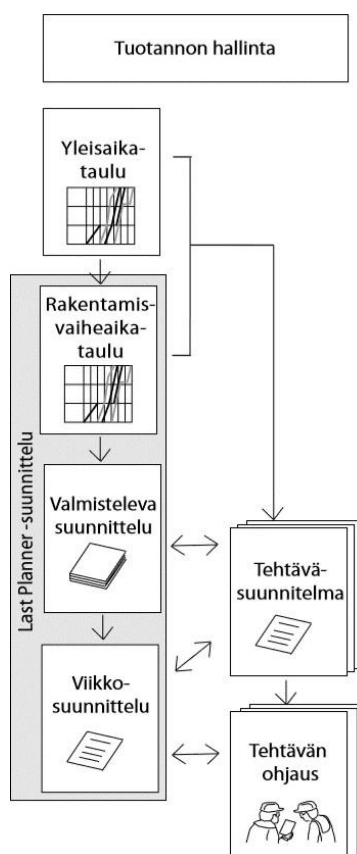 Tuotannon hallinta
Yleisaika-
taulu
Rakentamis-
vaiheaika-
taulu
Last Planner -suunnittelu
Valmisteleva
suunnittelu
Tehtävä-
suunnitelma
Viikko-
suunnittelu
Tehtävän
ohjaus